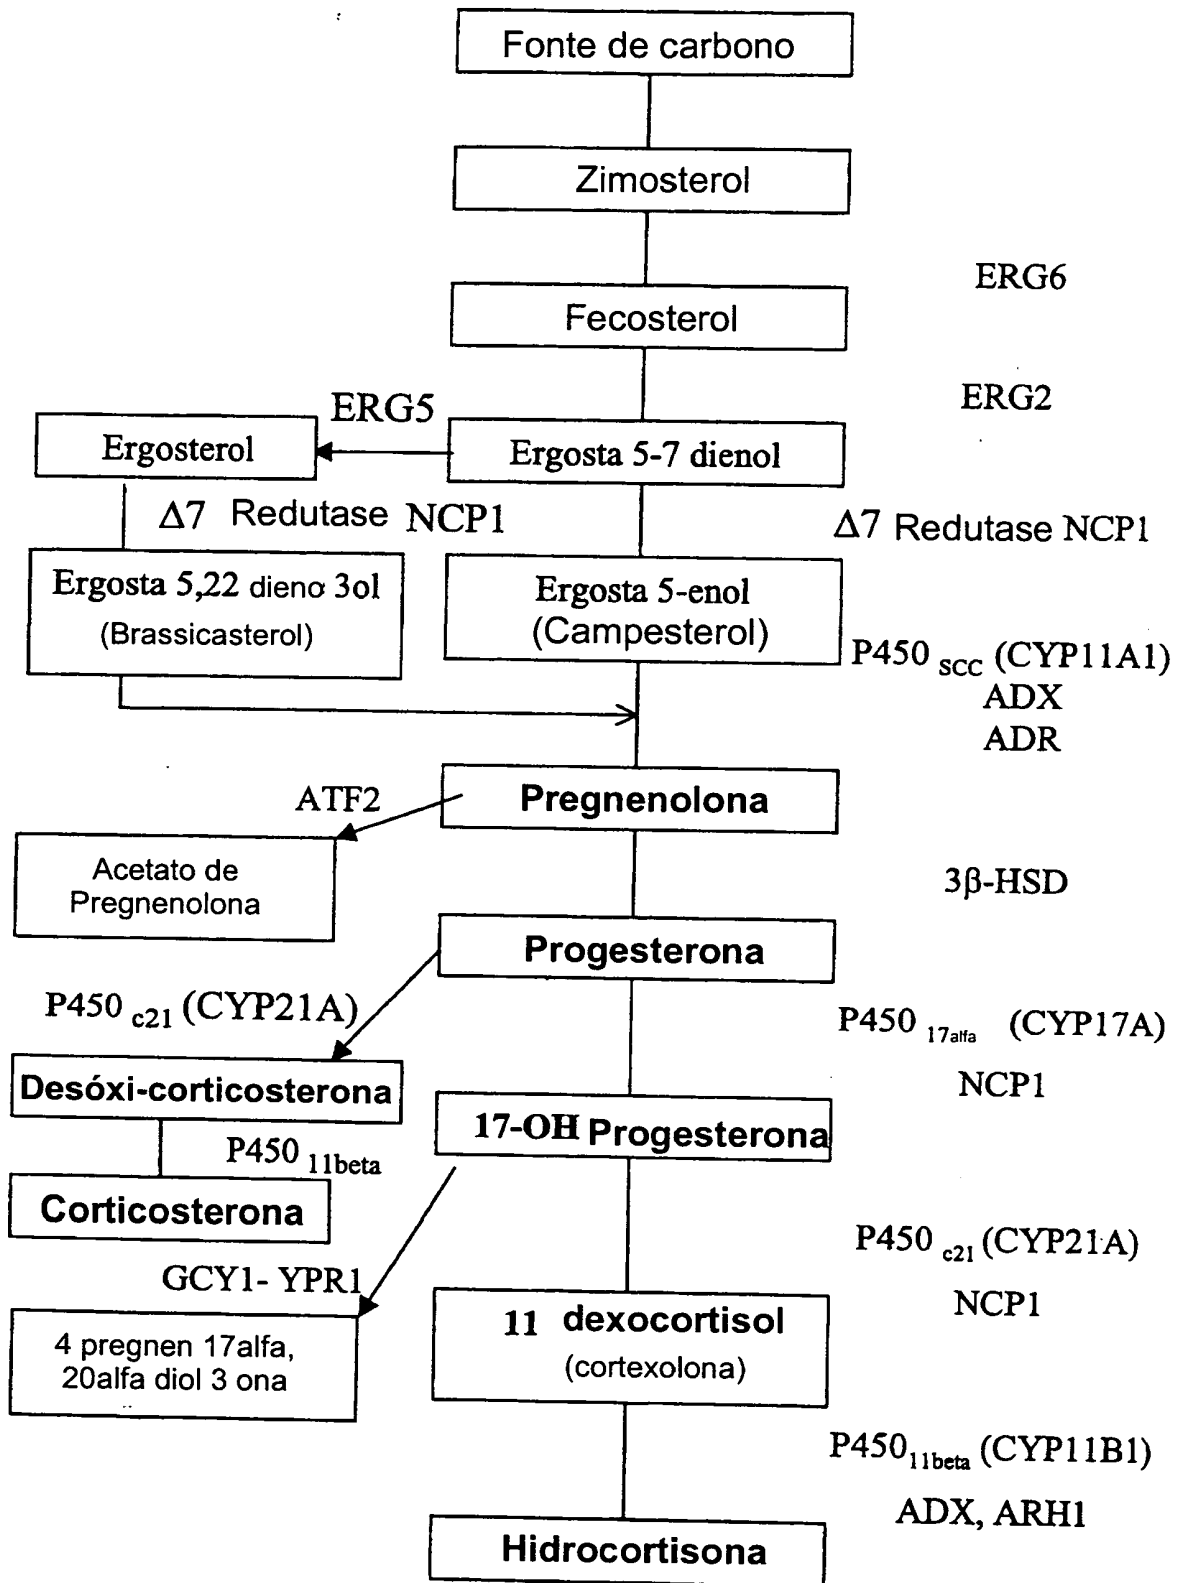 Fonte de carbono
Zimosterol
ERG6
Fecosterol
ERG2
ERG5
Ergosterol
Ergosta 5-7 dienol
Δ7 Redutase NCP1
Δ7 Redutase NCP1
Ergosta 5,22 dieno 3ol
(Brassicasterol)
Ergosta 5-enol
(Campesterol)
P450 SCC (CYP11A1)
ADX
ADR
ATF2
Pregnenolona
Acetato de
Pregnenolona
3β-HSD
Progesterona
P450 c21 (CYP21A)
P450 17alfa (CYP17A)
NCP1
Desóxi-corticosterona
17-OH Progesterona
P450 11beta
Corticosterona
P450 c21 (CYP21A)
NCP1
GCY1- YPR1
4 pregnen 17alfa,
20alfa diol 3 ona
11 dexocortisol
(cortexolona)
P450 11beta (CYP11B1)
ADX, ARH1
Hidrocortisona